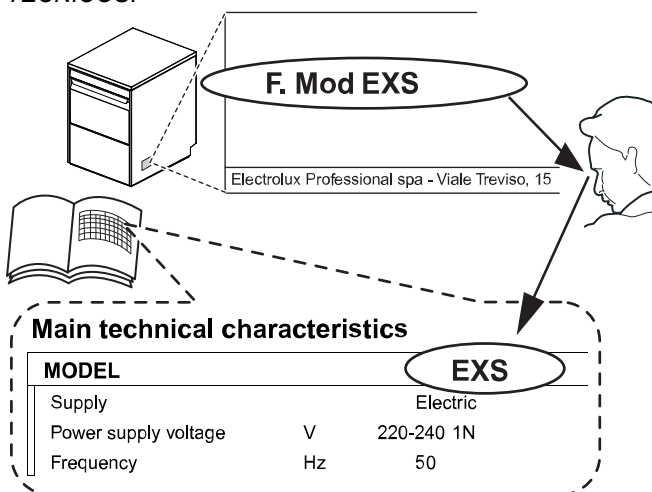 TÉCNICOS.
F. Mod EXS
Electrolux Professional spa - Viale Treviso, 15
Main technical characteristics
MODEL EXS
Supply Electric
Power supply voltage V 220-240 1N
Frequency Hz 50